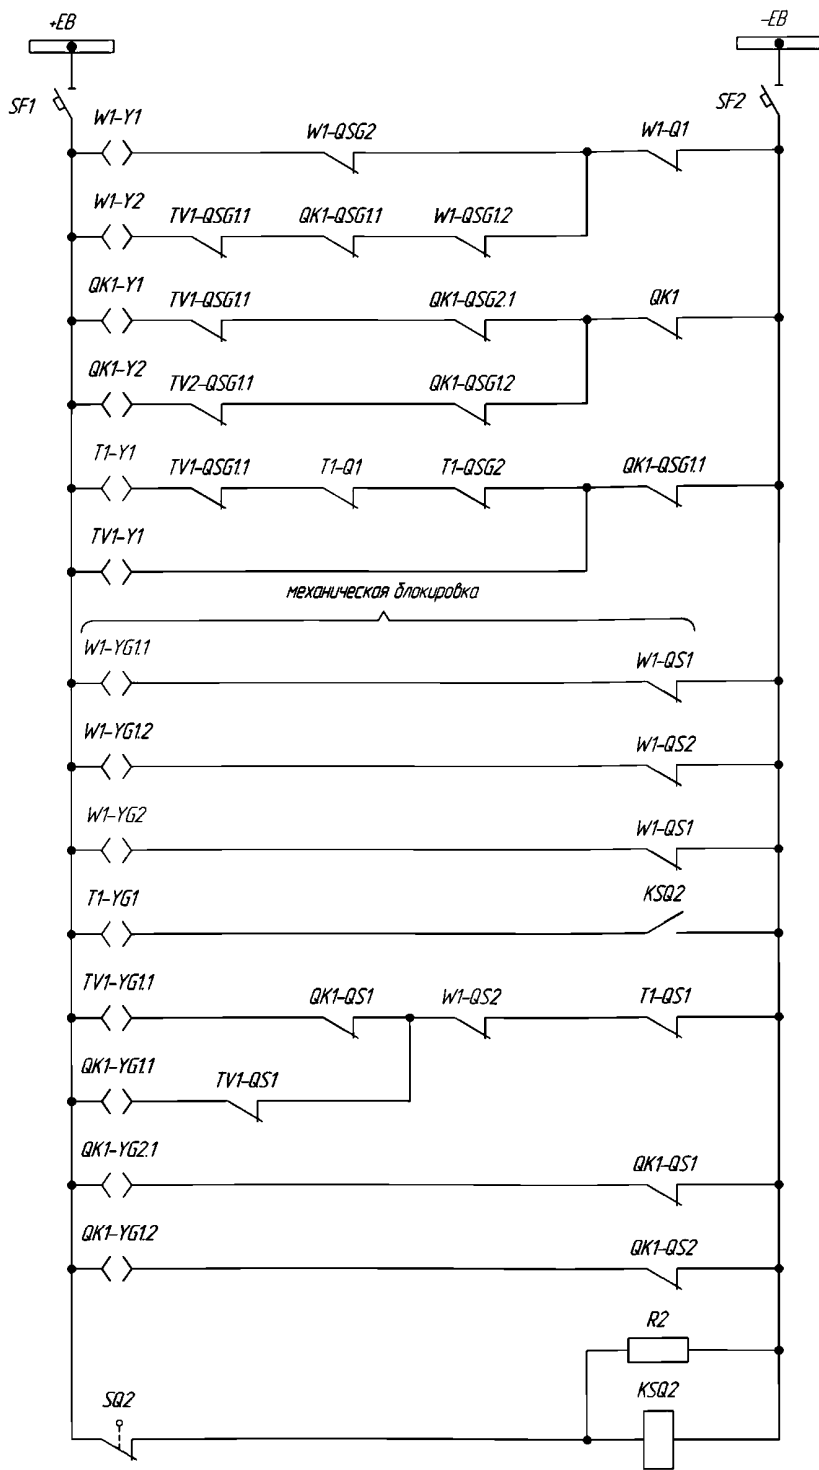 +EB
-EB
SF1
SF2
W1-Y1
W1-QSG2
W1-Q1
W1-Y2
TV1-QSG1.1
QK1-QSG1.1
W1-QSG1.2
QK1-Y1
TV1-QSG1.1
QK1-QSG2.1
QK1
QK1-Y2
TV2-QSG1.1
QK1-QSG1.2
T1-Y1
TV1-QSG1.1
T1-Q1
T1-QSG2
QK1-QSG1.1
TV1-Y1
механическая блокировка
W1-YG1.1
W1-QS1
W1-YG1.2
W1-QS2
W1-YG2
W1-QS1
T1-YG1
KSQ2
TV1-YG1.1
QK1-QS1
W1-QS2
T1-QS1
QK1-YG1.1
TV1-QS1
QK1-YG2.1
QK1-QS1
QK1-YG1.2
QK1-QS2
R2
SQ2
KSQ2